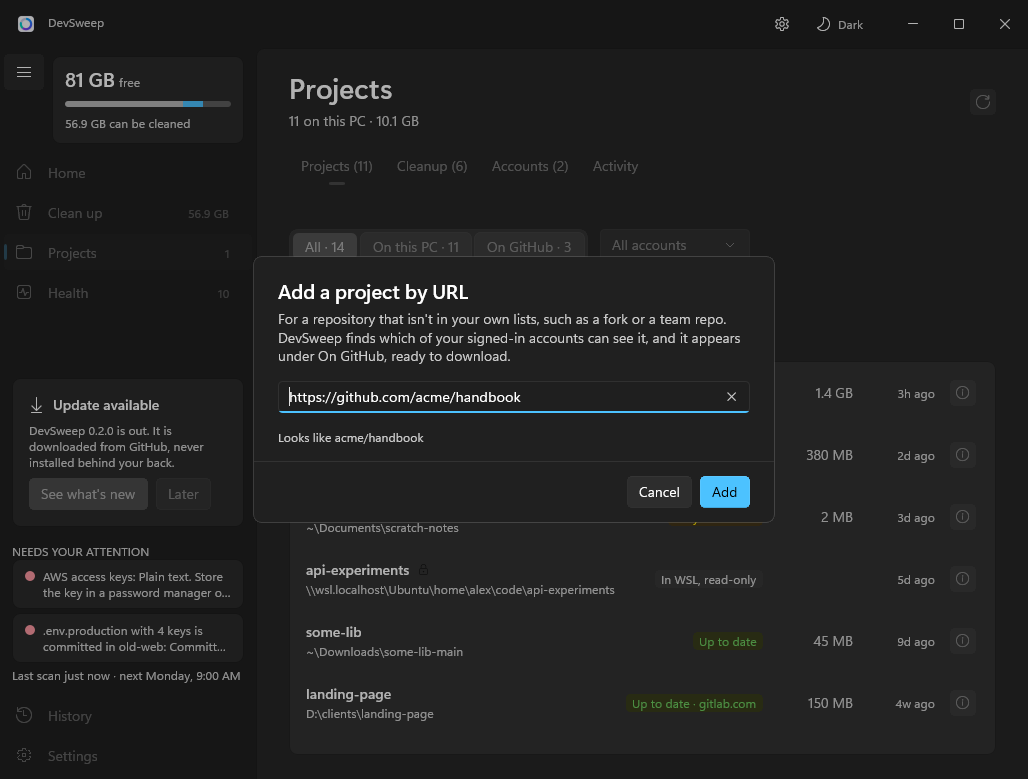 DevSweep
Dark
81 GB free
56.9 GB can be cleaned
Home
Clean up 56.9 GB
Projects 1
Health 10
Update available
DevSweep 0.2.0 is out. It is
downloaded from GitHub, never
installed behind your back.
See what's new Later
NEEDS YOUR ATTENTION
AWS access keys: Plain text. Store
the key in a password manager o...
.env.production with 4 keys is
committed in old-web: Committ...
Last scan just now · next Monday, 9:00 AM
History
Settings
Projects
11 on this PC · 10.1 GB
Projects (11) Cleanup (6) Accounts (2) Activity
All · 14 On this PC · 11 On GitHub · 3 All accounts
Add a project by URL
For a repository that isn't in your own lists, such as a fork or a team repo.
DevSweep finds which of your signed-in accounts can see it, and it appears
under On GitHub, ready to download.
https://github.com/acme/handbook
Looks like acme/handbook
Cancel Add
1.4 GB 3h ago
380 MB 2d ago
2 MB 3d ago
~\Documents\scratch-notes
api-experiments In WSL, read-only 5d ago
\\wsl.localhost\Ubuntu\home\alex\code\api-experiments
some-lib Up to date 45 MB 9d ago
~\Downloads\some-lib-main
landing-page Up to date · gitlab.com 150 MB 4w ago
D:\clients\landing-page